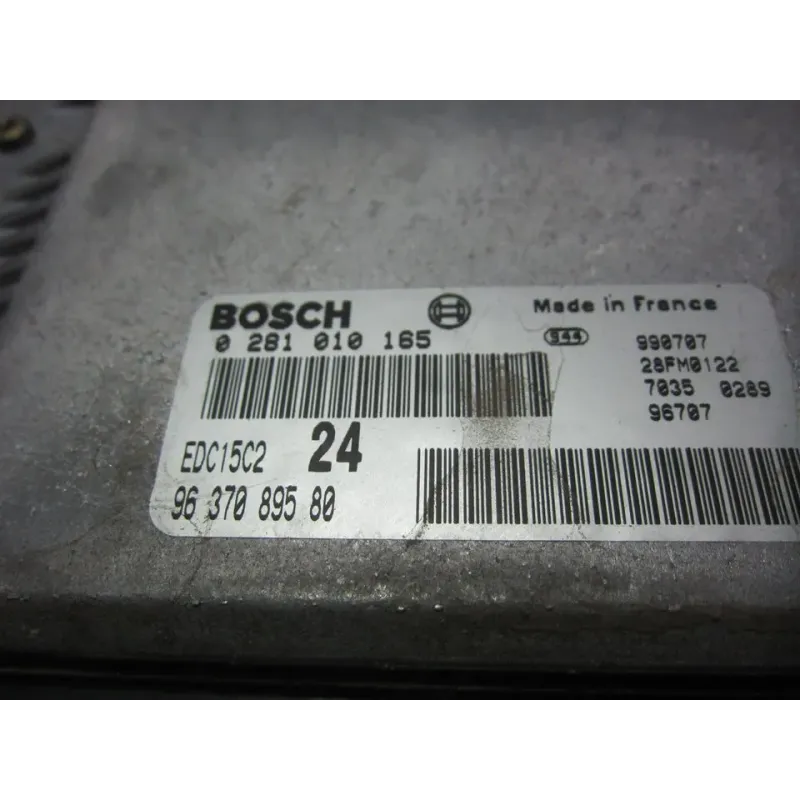 BOSCH
Made in France
0 281 010 165
944
990707
28FM0122
7035 0289
96707
EDC15C2 24
96 370 895 80